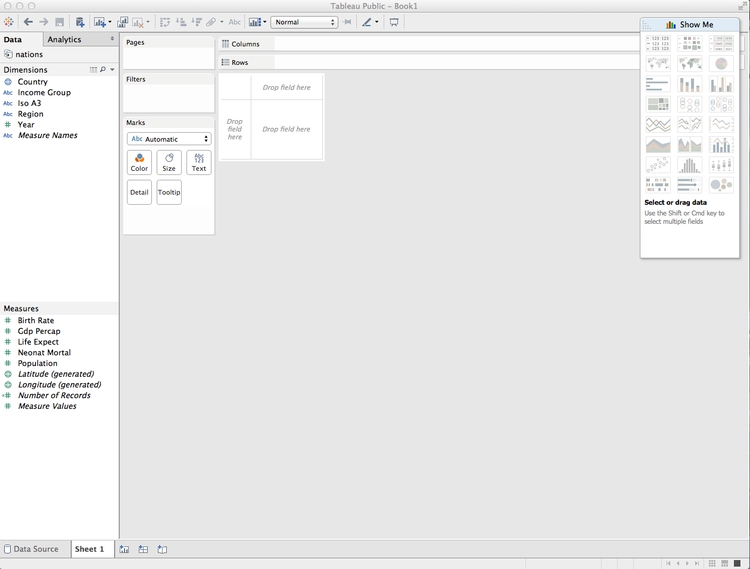 Tableau Public - Book1
Abc
Normal
Show Me
Data
Analytics
nations
Dimensions
Country
Abc Income Group
Abc Iso A3
Abc Region
Year
Abc Measure Names
Measures
Birth Rate
Gdp Percap
Life Expect
Neonat Mortal
Population
Latitude (generated)
Longitude (generated)
Number of Records
Measure Values
Pages
Filters
Marks
Abc Automatic
Color
Size
Text
Detail
Tooltip
Columns
Rows
Drop field here
Drop
field
here
Drop field here
Select or drag data
Use the Shift or Cmd key to
select multiple fields
Data Source
Sheet 1